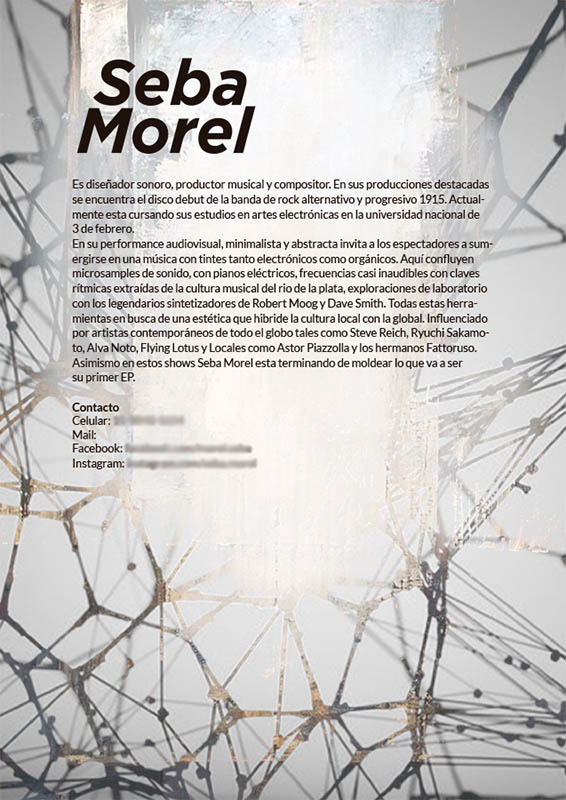 Seba
Morel
Es diseñador sonoro, productor musical y compositor. En sus producciones destacadas
se encuentra el disco debut de la banda de rock alternativo y progresivo 1915. Actual-
mente esta cursando sus estudios en artes electrónicas en la universidad nacional de
3 de febrero.
En su performance audiovisual, minimalista y abstracta invita a los espectadores a sum-
ergirse en una música con tintes tanto electrónicos como orgánicos. Aquí confluyen
microsamples de sonido, con pianos eléctricos, frecuencias casi inaudibles con claves
rítmicas extraídas de la cultura musical del rio de la plata, exploraciones de laboratorio
con los legendarios sintetizadores de Robert Moog y Dave Smith. Todas estas herra-
mientas en busca de una estética que hibride la cultura local con la global. Influenciado
por artistas contemporáneos de todo el globo tales como Steve Reich, Ryuchi Sakamo-
to, Alva Noto, Flying Lotus y Locales como Astor Piazzolla y los hermanos Fattoruso.
Asimismo en estos shows Seba Morel esta terminando de moldear lo que va a ser
su primer EP.
Contacto
Celular:
Mail:
Facebook:
Instagram: